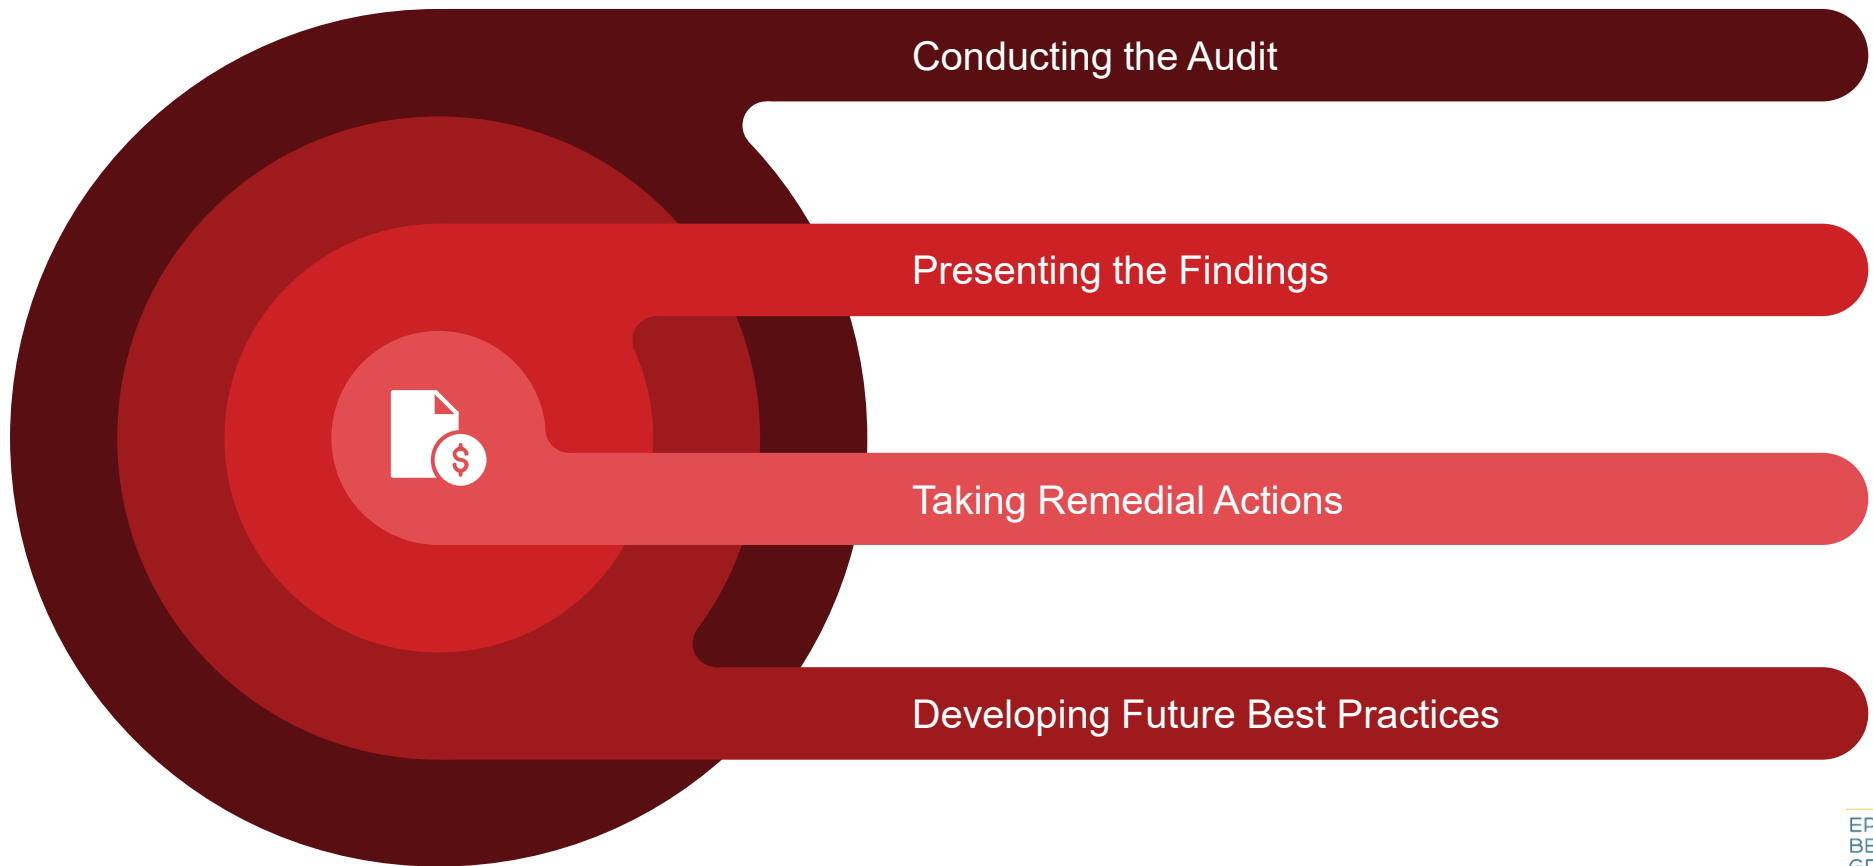 Conducting the Audit
Presenting the Findings
$
Taking Remedial Actions
Developing Future Best Practices